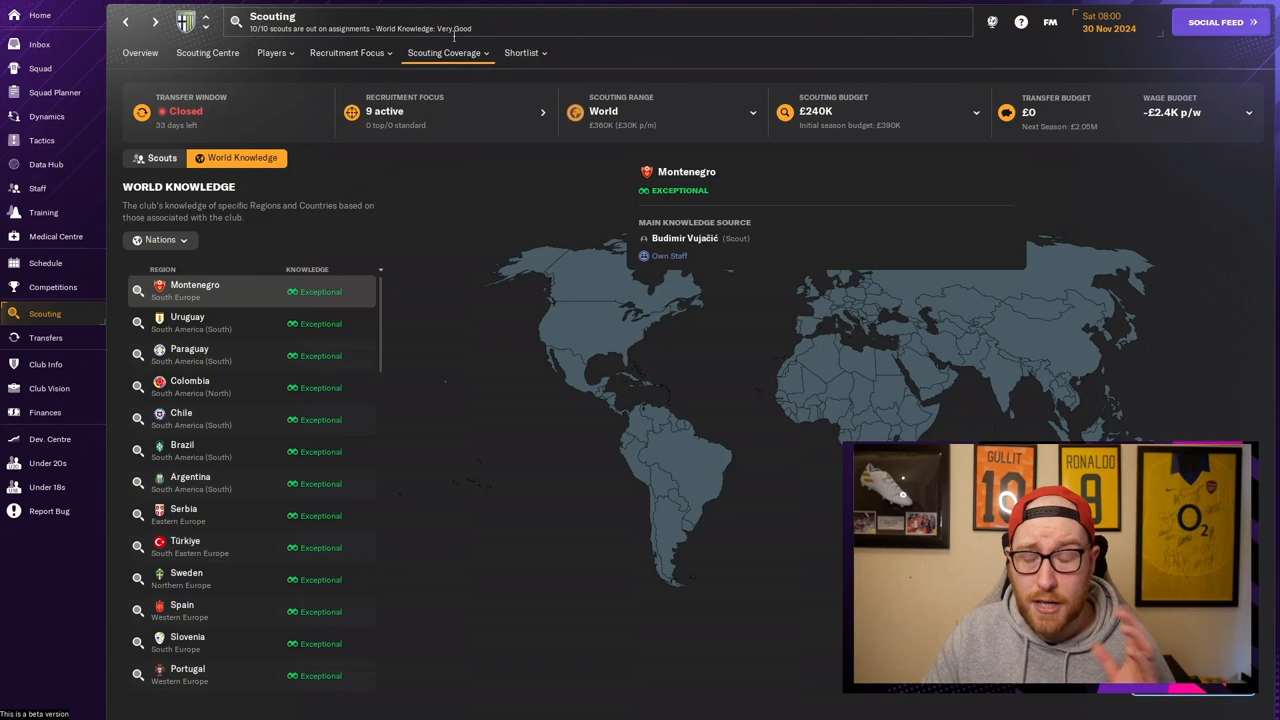 Home
Inbox
Squad
Squad Planner
Dynamics
Tactics
Data Hub
Staff
Training
Medical Centre
Schedule
Competitions
Scouting
Transfers
Club Info
Club Vision
Finances
Dev. Centre
Under 20s
Under 18s
Report Bug
This is a beta version
Scouting
10/10 scouts are out on assignments - World Knowledge: Very Good
FM
Sat 08:00
30 Nov 2024
SOCIAL FEED
Overview
Scouting Centre
Players
Recruitment Focus
Scouting Coverage
Shortlist
TRANSFER WINDOW
Closed
33 days left
RECRUITMENT FOCUS
9 active
0 top/0 standard
SCOUTING RANGE
World
£360K (£30K p/m)
SCOUTING BUDGET
£240K
Initial season budget: £390K
TRANSFER BUDGET
£0
Next Season: £2.05M
WAGE BUDGET
-£2.4K p/w
Scouts
World Knowledge
WORLD KNOWLEDGE
The club's knowledge of specific Regions and Countries based
on those associated with the club.
Nations
REGION KNOWLEDGE
Montenegro
South Europe
Exceptional
Uruguay
South America (South)
Exceptional
Paraguay
South America (South)
Exceptional
Colombia
South America (North)
Exceptional
Chile
South America (South)
Exceptional
Brazil
South America (South)
Exceptional
Argentina
South America (South)
Exceptional
Serbia
Eastern Europe
Exceptional
Türkiye
South Eastern Europe
Exceptional
Sweden
Northern Europe
Exceptional
Spain
Western Europe
Exceptional
Slovenia
South Europe
Exceptional
Portugal
Western Europe
Exceptional
Montenegro
EXCEPTIONAL
MAIN KNOWLEDGE SOURCE
Budimir Vujačić (Scout)
Own Staff
GULLIT
10
RONALDO
9
O2